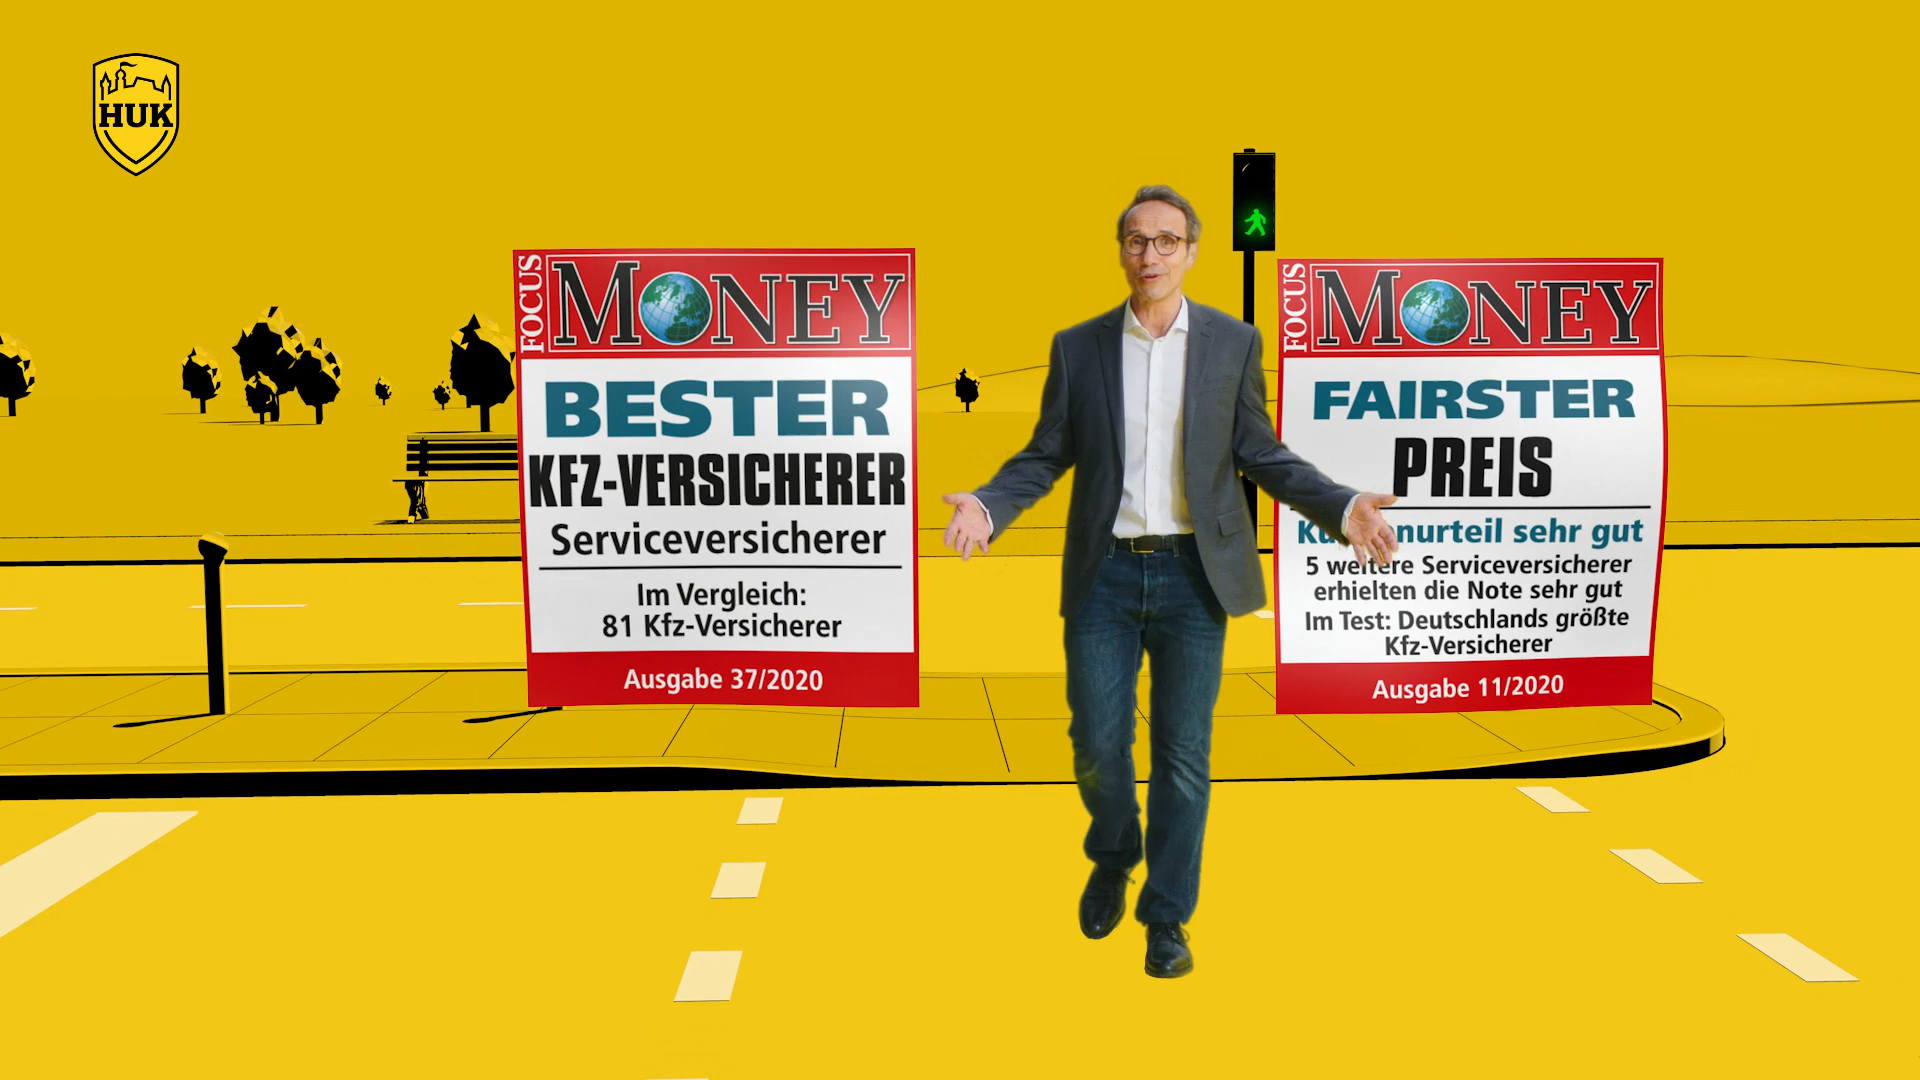 HUK
FOCUS
MONEY
BESTER
KFZ-VERSICHERER
Serviceversicherer
Im Vergleich:
81 Kfz-Versicherer
Ausgabe 37/2020
FOCUS
MONEY
FAIRSTER
PREIS
sehr gut
5 weitere Serviceversicherer
erhielten die Note sehr gut
Im Test: Deutschlands größte
Kfz-Versicherer
Ausgabe 11/2020